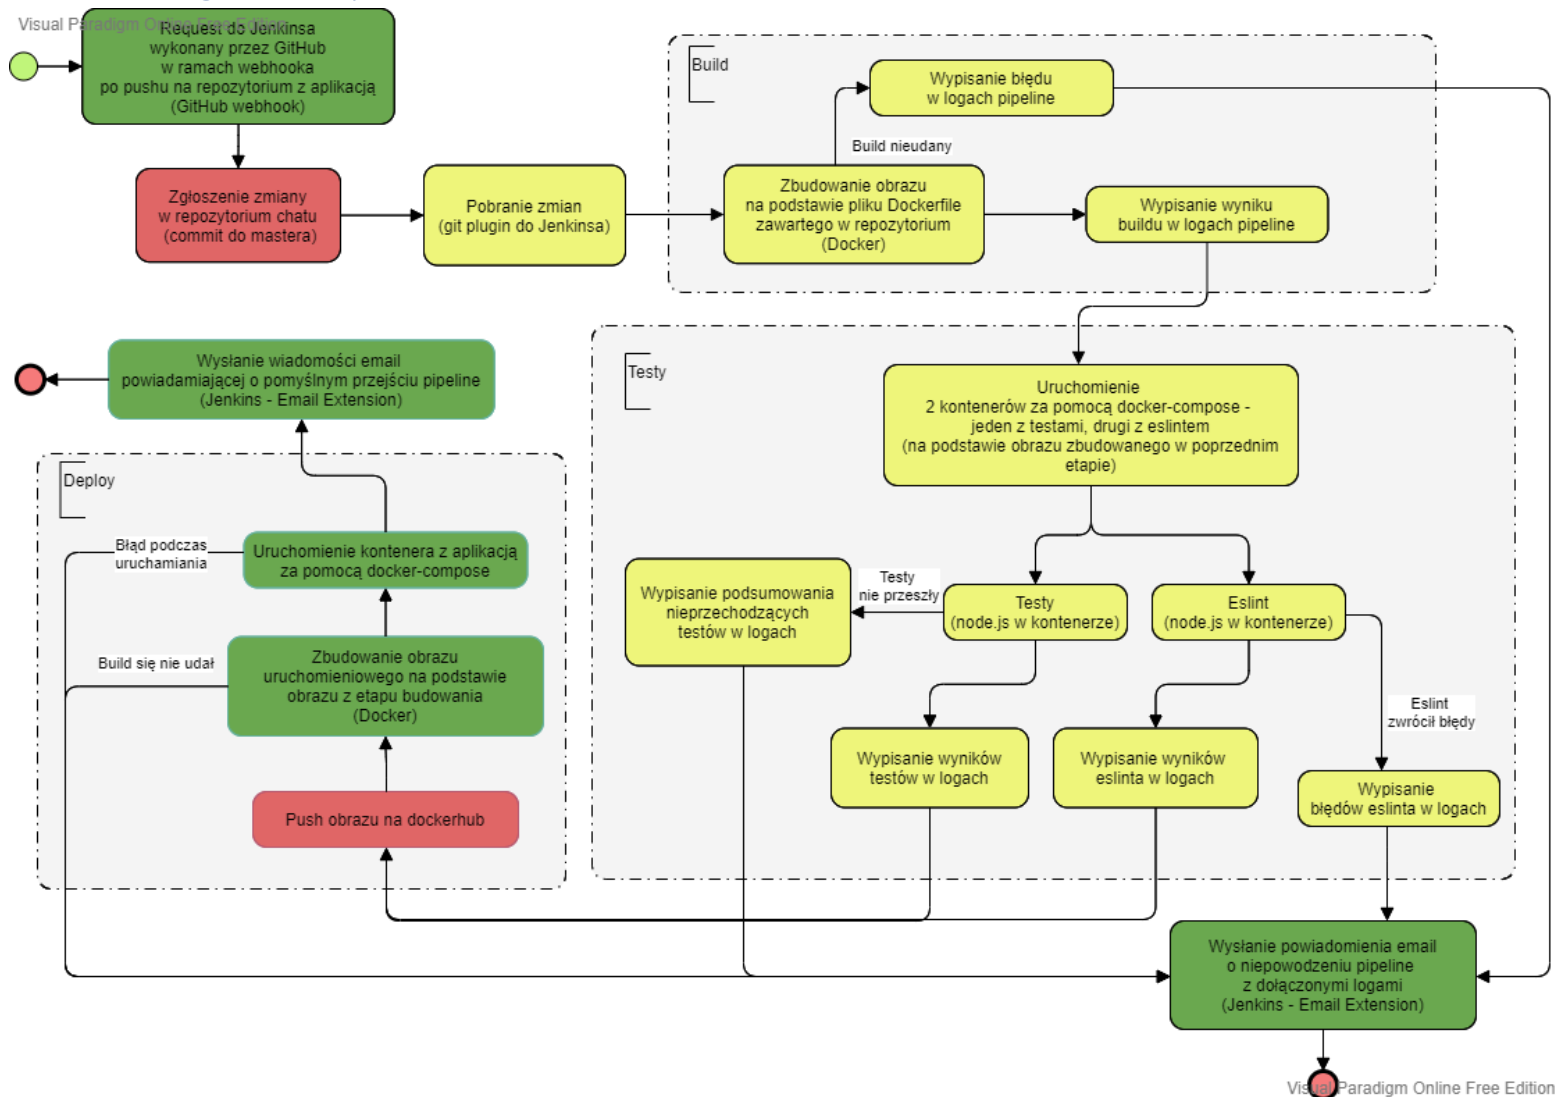 Visual Paradigm Online Free Edition
Request do Jenkinsa
wykonany przez GitHub
w ramach webhooka
po pushu na repozytorium z aplikacją
(GitHub webhook)
Zgłoszenie zmiany
w repozytorium chatu
(commit do mastera)
Pobranie zmian
(git plugin do Jenkinsa)
Build
Wypisanie błędu
w logach pipeline
Build nieudany
Zbudowanie obrazu
na podstawie pliku Dockerfile
zawartego w repozytorium
(Docker)
Wypisanie wyniku
buildu w logach pipeline
Testy
Uruchomienie
2 kontenerów za pomocą docker-compose -
jeden z testami, drugi z eslintem
(na podstawie obrazu zbudowanego w poprzednim
etapie)
Wypisanie podsumowania
nieprzechodzących
testów w logach
Testy
nie przeszły
Testy
(node.js w kontenerze)
Eslint
(node.js w kontenerze)
Eslint
zwrócił błędy
Wypisanie wyników
testów w logach
Wypisanie wyników
eslinta w logach
Wypisanie
błędów eslinta w logach
Wysłanie wiadomości email
powiadamiającej o pomyślnym przejściu pipeline
(Jenkins - Email Extension)
Deploy
Błąd podczas
uruchamiania
Uruchomienie kontenera z aplikacją
za pomocą docker-compose
Build się nie udał
Zbudowanie obrazu
uruchomieniowego na podstawie
obrazu z etapu budowania
(Docker)
Push obrazu na dockerhub
Wysłanie powiadomienia email
o niepowodzeniu pipeline
z dołączonymi logami
(Jenkins - Email Extension)
Visual Paradigm Online Free Edition